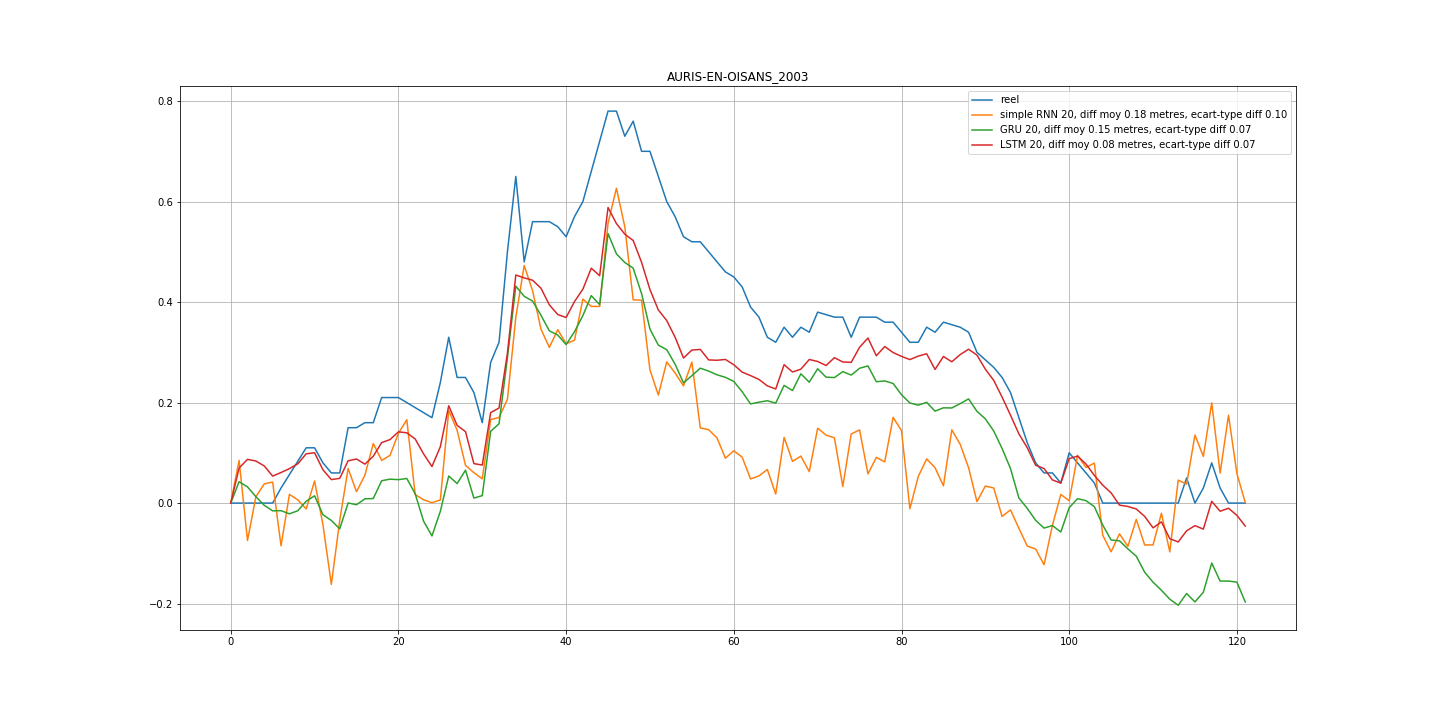 AURIS-EN-OISANS_2003
reel
simple RNN 20, diff moy 0.18 metres, ecart-type diff 0.10
GRU 20, diff moy 0.15 metres, ecart-type diff 0.07
LSTM 20, diff moy 0.08 metres, ecart-type diff 0.07
0.8
0.6
0.4
0.2
0.0
−0.2
0 20 40 60 80 100 120